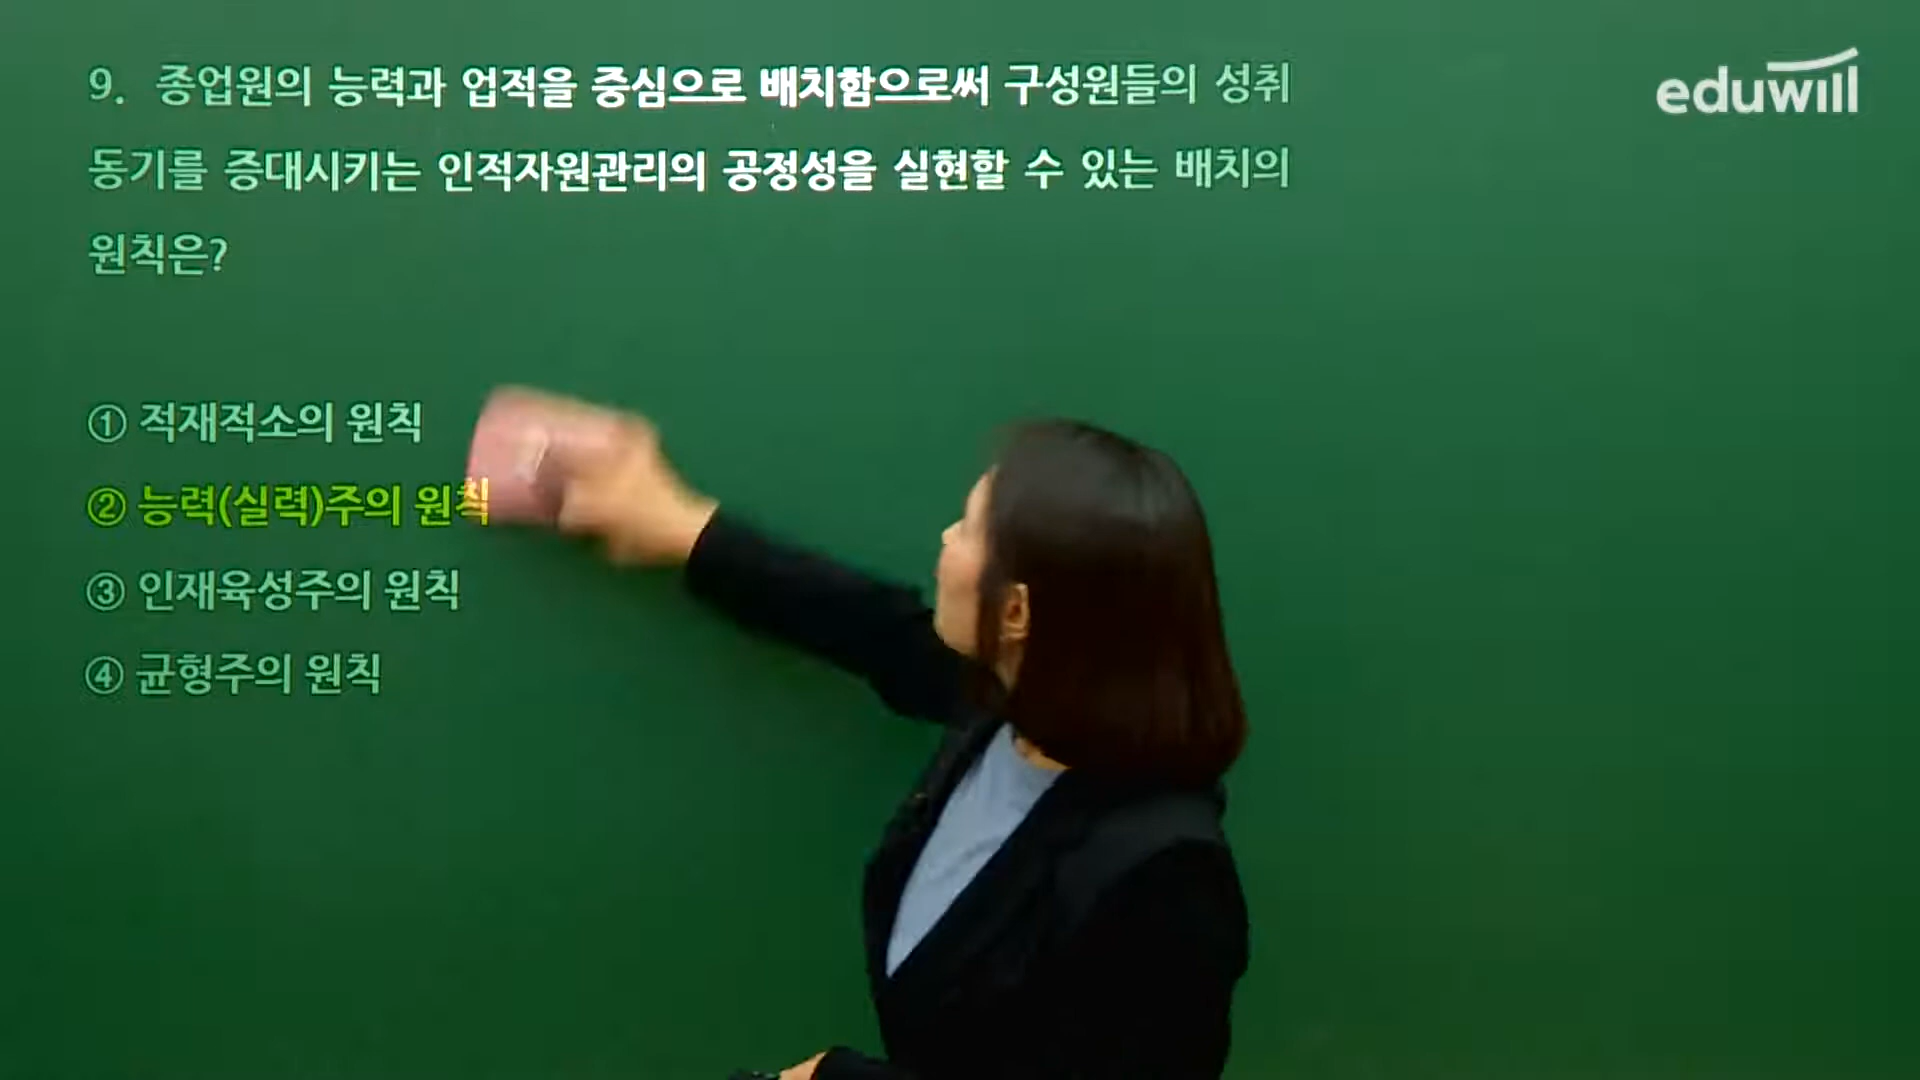 eduwill
9. 종업원의 능력과 업적을 중심으로 배치함으로써 구성원들의 성취
동기를 증대시키는 인적자원관리의 공정성을 실현할 수 있는 배치의
원칙은?
① 적재적소의 원칙
② 능력(실력)주의 원칙
③ 인재육성주의 원칙
④ 균형주의 원칙